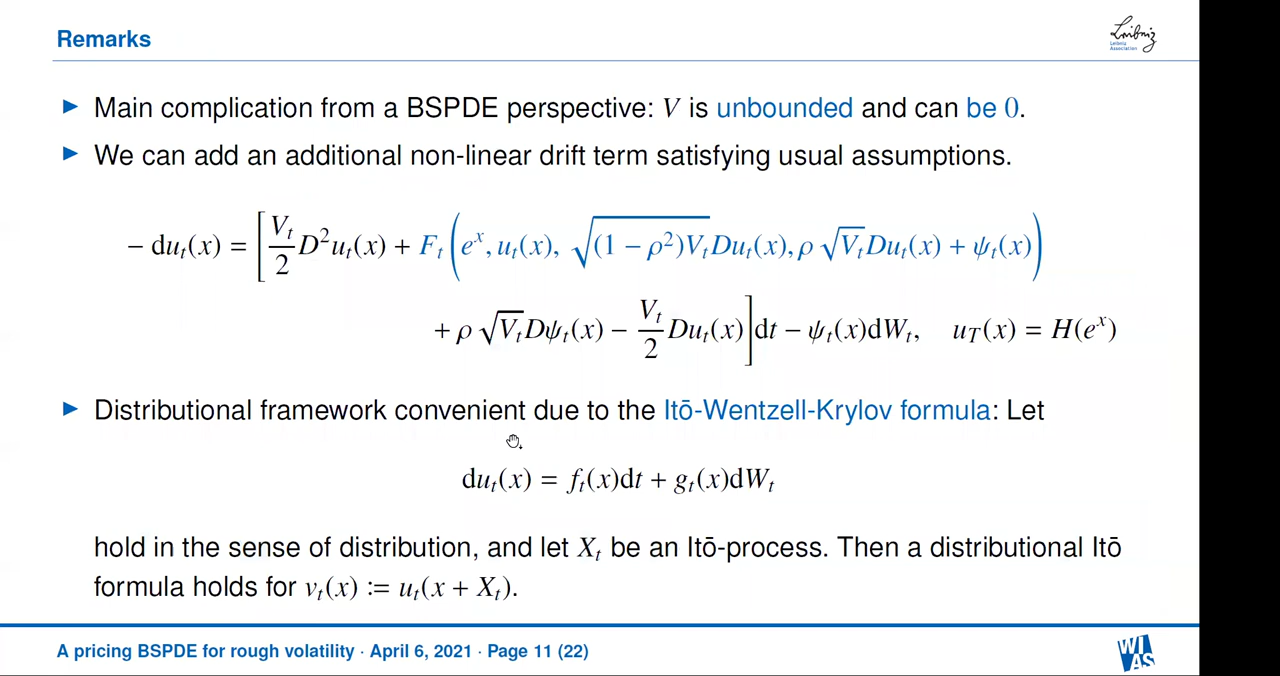 Remarks
Leibniz
Leibniz
Association
► Main complication from a BSPDE perspective: V is unbounded and can be 0.
► We can add an additional non-linear drift term satisfying usual assumptions.
− du_t(x) = [ V_t/2 D²u_t(x) + F_t( e^x, u_t(x), √((1 − ρ²)V_t) Du_t(x), ρ √V_t Du_t(x) + ψ_t(x) )
+ ρ √V_t Dψ_t(x) − V_t/2 Du_t(x) ] dt − ψ_t(x)dW_t, u_T(x) = H(e^x)
► Distributional framework convenient due to the Itō-Wentzell-Krylov formula: Let
du_t(x) = f_t(x)dt + g_t(x)dW_t
hold in the sense of distribution, and let X_t be an Itō-process. Then a distributional Itō
formula holds for v_t(x) := u_t(x + X_t).
A pricing BSPDE for rough volatility · April 6, 2021 · Page 11 (22)
WI
AS